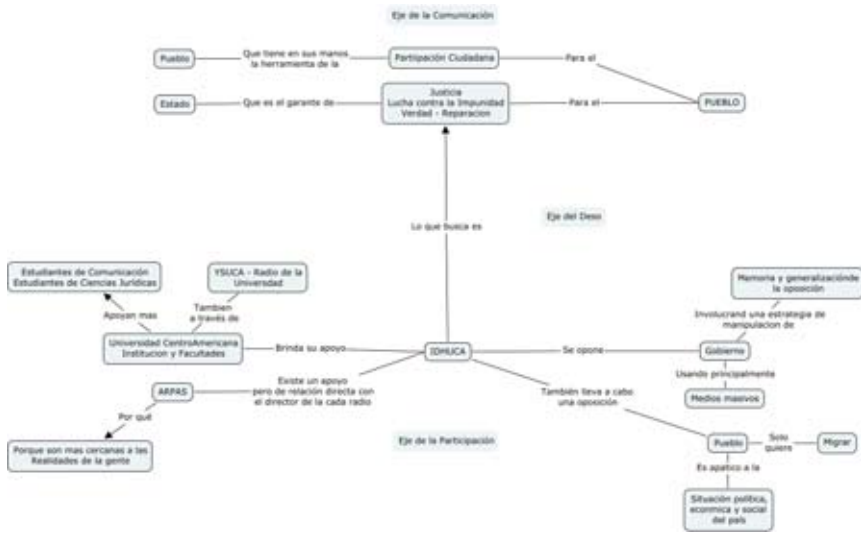 Eje de la Comunicación
Pueblo
Que tiene en sus manos
la herramienta de la
Partipación Ciudadana
Para el
Estado
Que es el garante de
Justicia
Lucha contra la Impunidad
Verdad - Reparacion
Para el
PUEBLO
Lo que busca es
Eje del Deso
Estudiantes de Comunicación
Estudiantes de Ciencias Jurídicas
YSUCA - Radio de la
Universdad
Memoria y generalizaciónde
la oposición
Apoyan mas
Tambien
a través de
Involucrand una estrategia de
manipulacion de
Universidad CentroAmericana
Institucion y Facultades
Brinda su apoyo
IDHUCA
Se opone
Gobierno
Existe un apoyo
pero de relación directa con
el director de la cada radio
Usando principalmente
ARPAS
También lleva a cabo
una oposición
Medios masivos
Por qué
Eje de la Participación
Porque son mas cercanas a las
Realidades de la gente
Pueblo
Solo
quiere
Migrar
Es apatico a la
Situación política,
econmica y social
del país